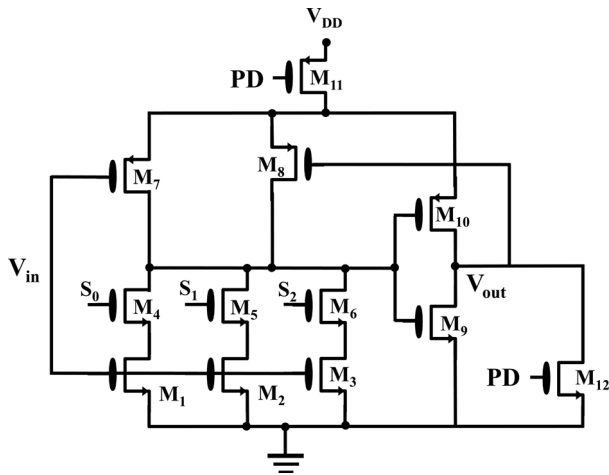 V_DD
PD
M_11
M_7
M_8
M_10
V_in
S_0
M_4
S_1
M_5
S_2
M_6
M_9
V_out
M_1
M_2
M_3
PD
M_12